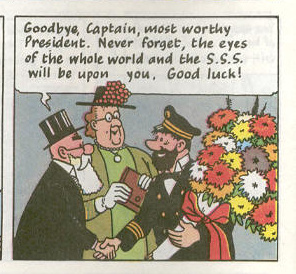 Goodbye, Captain, most worthy
President. Never forget, the eyes
of the whole world and the S.S.S.
will be upon you. Good luck!